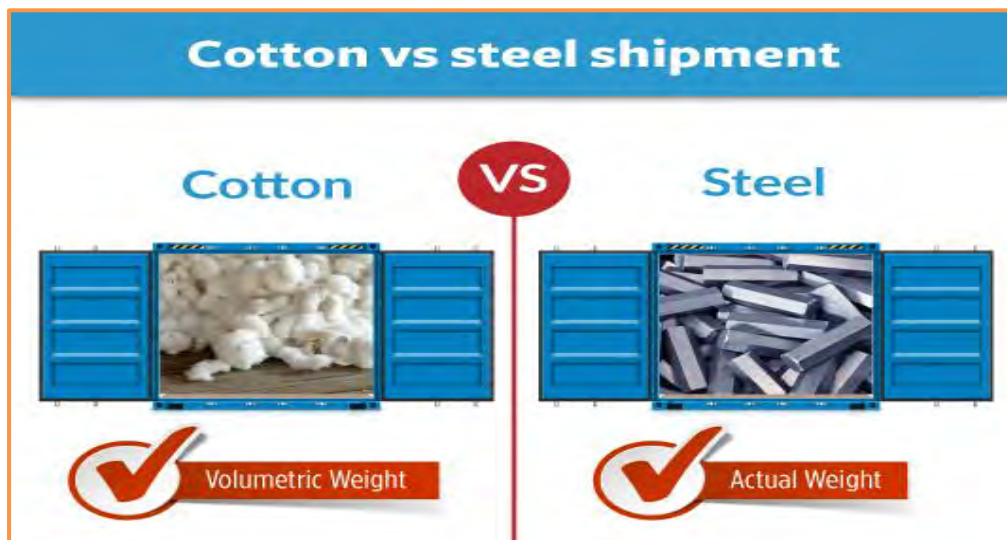 Cotton vs steel shipment
Cotton
VS
Steel
Volumetric Weight
Actual Weight